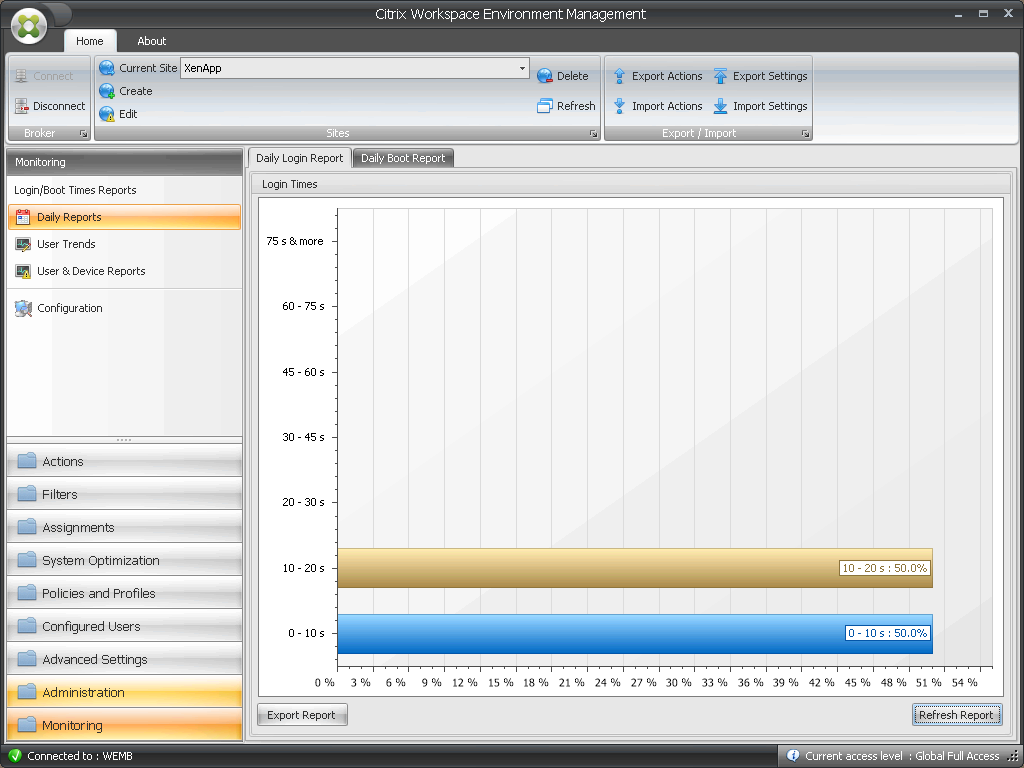 Citrix Workspace Environment Management
Home About
Connect
Disconnect
Broker
Current Site XenApp
Create
Edit
Delete
Refresh
Sites
Export Actions Export Settings
Import Actions Import Settings
Export / Import
Monitoring
Login/Boot Times Reports
Daily Reports
User Trends
User & Device Reports
Configuration
Actions
Filters
Assignments
System Optimization
Policies and Profiles
Configured Users
Advanced Settings
Administration
Monitoring
Daily Login Report Daily Boot Report
Login Times
75 s & more
60 - 75 s
45 - 60 s
30 - 45 s
20 - 30 s
10 - 20 s
10 - 20 s : 50.0%
0 - 10 s
0 - 10 s : 50.0%
0 % 3 % 6 % 9 % 12 % 15 % 18 % 21 % 24 % 27 % 30 % 33 % 36 % 39 % 42 % 45 % 48 % 51 % 54 %
Export Report Refresh Report
Connected to : WEMB
Current access level : Global Full Access